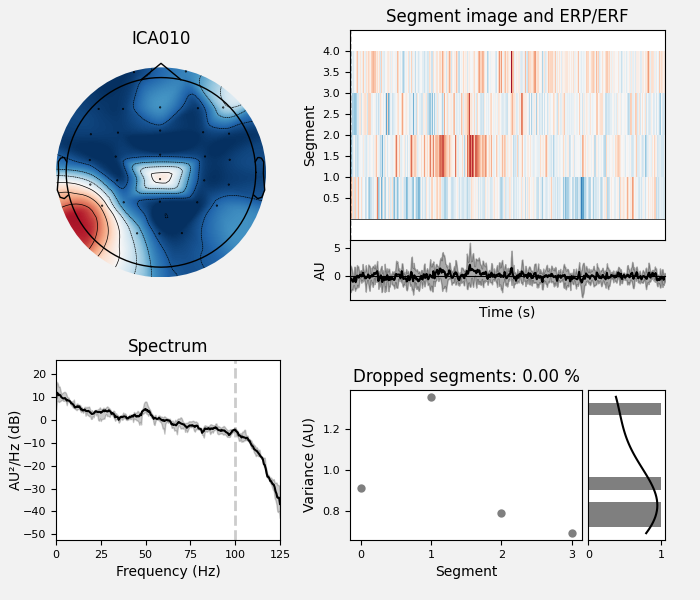 ICA010
Segment image and ERP/ERF
Segment
4.0
3.5
3.0
2.5
2.0
1.5
1.0
0.5
AU
5
0
Time (s)
Spectrum
AU²/Hz (dB)
20
10
0
−10
−20
−30
−40
−50
0 25 50 75 100 125
Frequency (Hz)
Dropped segments: 0.00 %
Variance (AU)
1.2
1.0
0.8
0 1 2 3
Segment
0 1